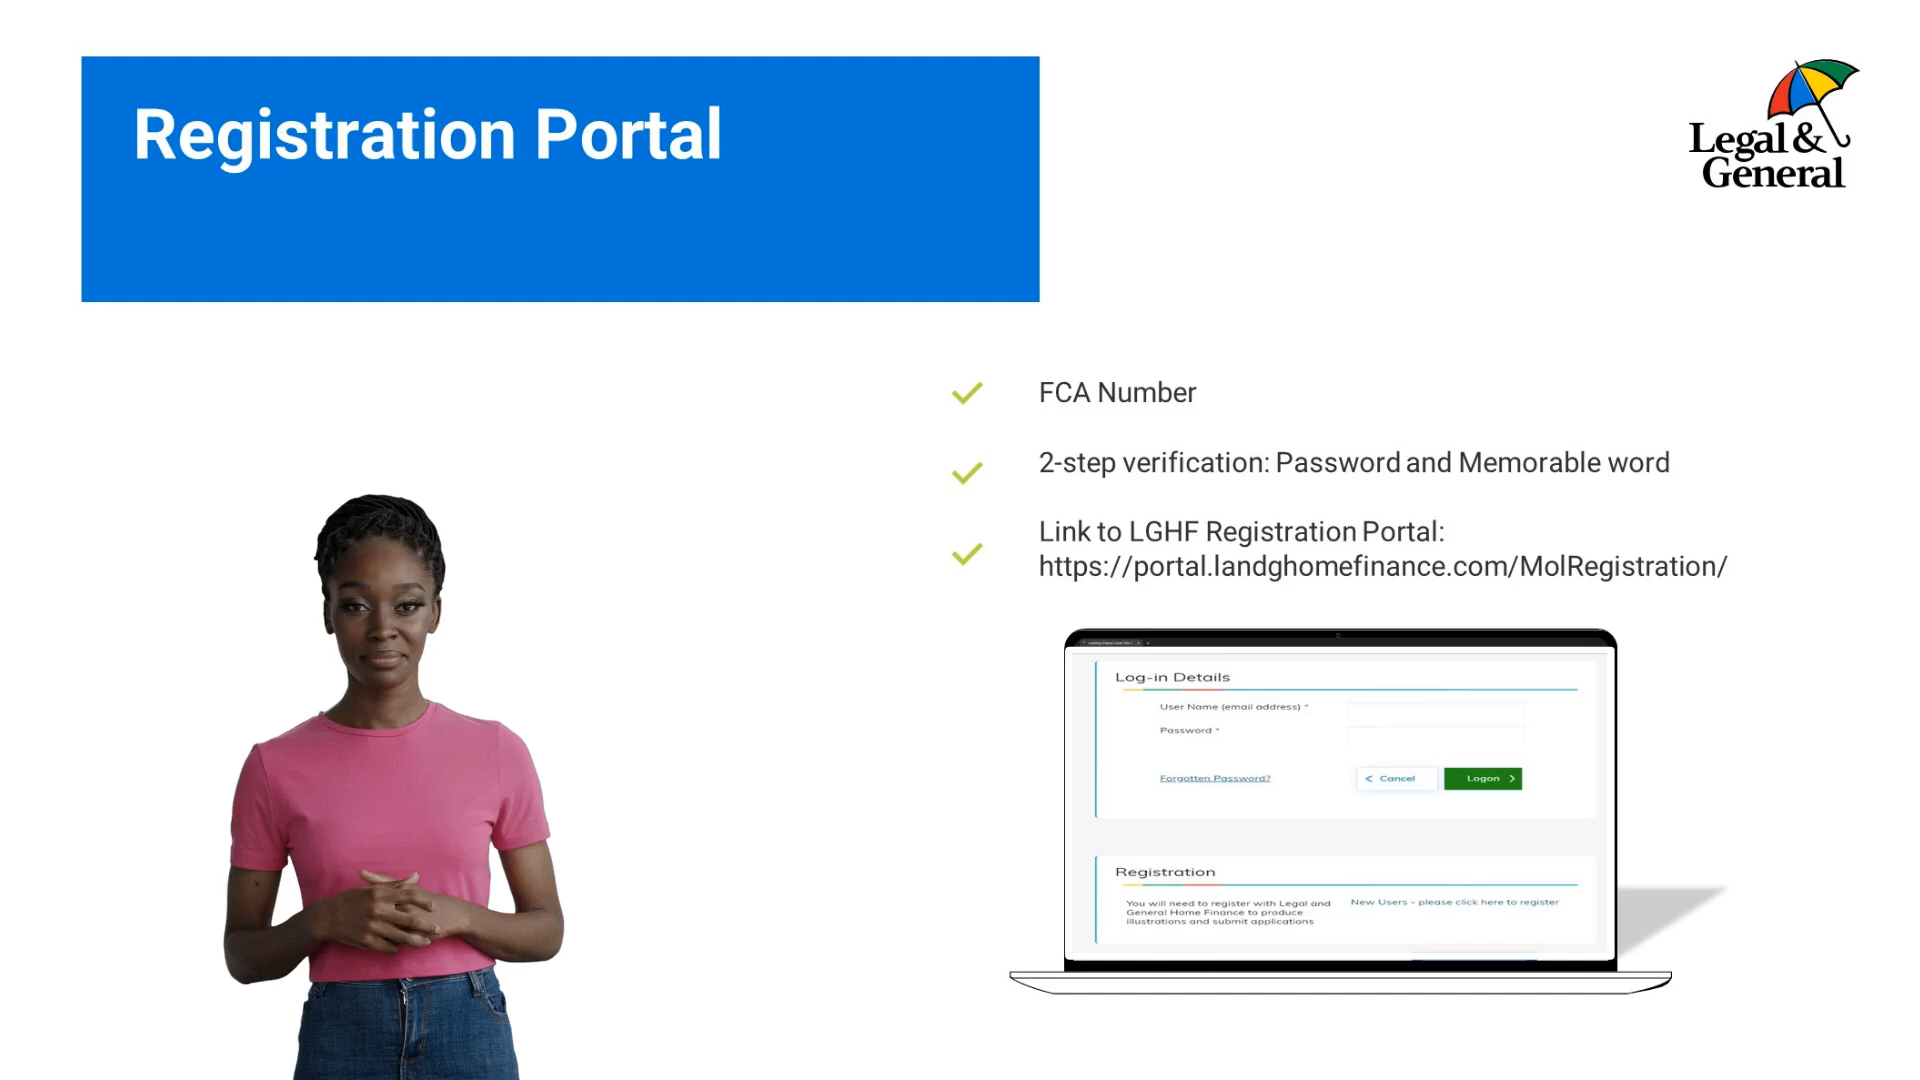 Registration Portal
Legal &
General
FCA Number
2-step verification: Password and Memorable word
Link to LGHF Registration Portal:
https://portal.landghomefinance.com/MolRegistration/
Log-in Details
User Name (email address) *
Password *
Forgotten Password?
< Cancel
Logon >
Registration
You will need to register with Legal and
General Home Finance to produce
illustrations and submit applications
New Users - please click here to register